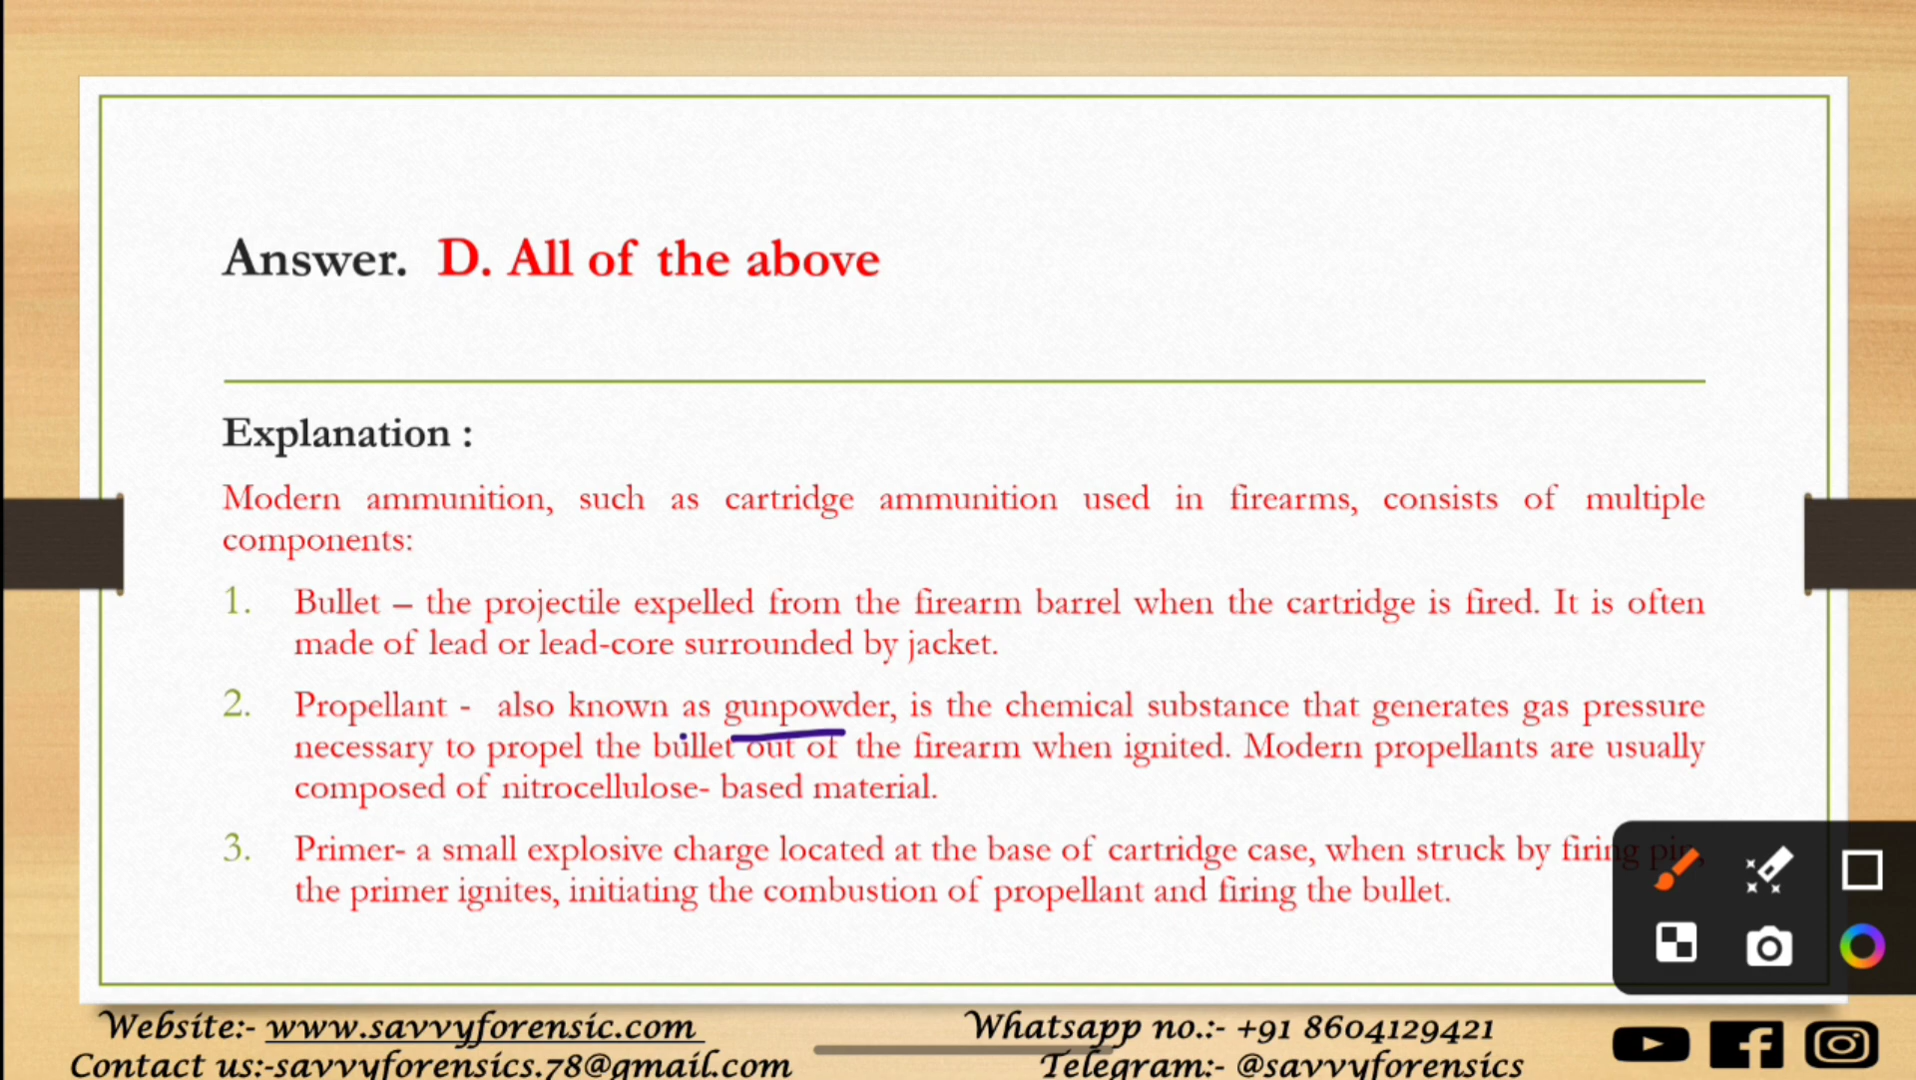 Answer. D. All of the above
Explanation :
Modern ammunition, such as cartridge ammunition used in firearms, consists of multiple
components:
1. Bullet – the projectile expelled from the firearm barrel when the cartridge is fired. It is often
made of lead or lead-core surrounded by jacket.
2. Propellant - also known as gunpowder, is the chemical substance that generates gas pressure
necessary to propel the bullet out of the firearm when ignited. Modern propellants are usually
composed of nitrocellulose- based material.
3. Primer- a small explosive charge located at the base of cartridge case, when struck by firing pin,
the primer ignites, initiating the combustion of propellant and firing the bullet.
Website:- www.savvyforensic.com Whatsapp no.:- +91 8604129421
Contact us:-savvyforensics.78@gmail.com Telegram:- @savvyforensics